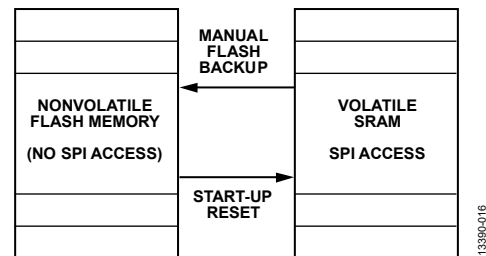 MANUAL
FLASH
BACKUP
NONVOLATILE
FLASH MEMORY
(NO SPI ACCESS)
VOLATILE
SRAM
SPI ACCESS
START-UP
RESET
13390-016